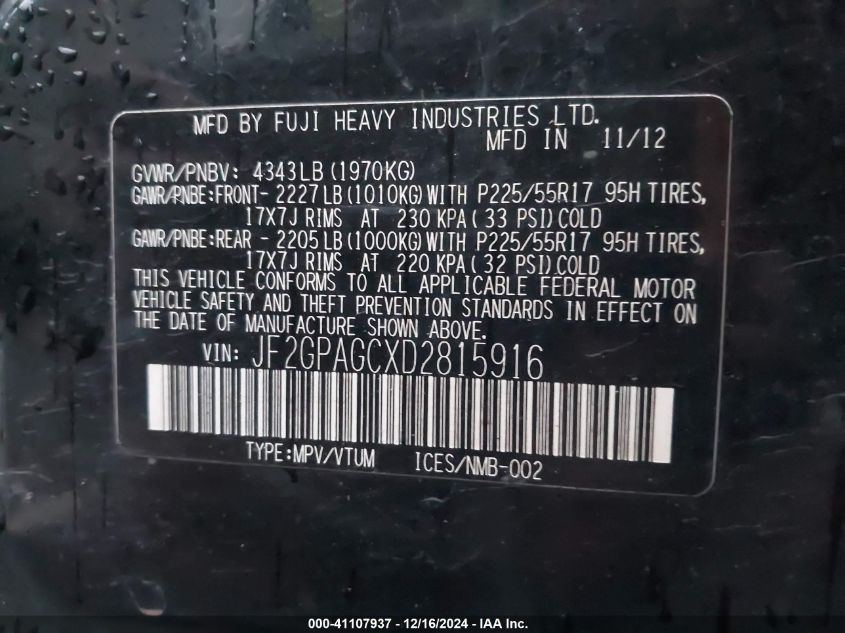 MFD BY FUJI HEAVY INDUSTRIES LTD.
MFD IN 11/12
GVWR/PNBV: 4343LB (1970KG)
GAWR/PNBE:FRONT- 2227LB(1010KG)WITH P225/55R17 95H TIRES,
17X7J RIMS AT 230 KPA( 33 PSI)COLD
GAWR/PNBE:REAR - 2205LB(1000KG)WITH P225/55R17 95H TIRES,
17X7J RIMS AT 220 KPA( 32 PSI)COLD
THIS VEHICLE CONFORMS TO ALL APPLICABLE FEDERAL MOTOR
VEHICLE SAFETY AND THEFT PREVENTION STANDARDS IN EFFECT ON
THE DATE OF MANUFACTURE SHOWN ABOVE.
VIN: JF2GPAGCXD2815916
TYPE:MPV/VTUM ICES/NMB-002
000-41107937 - 12/16/2024 - IAA Inc.